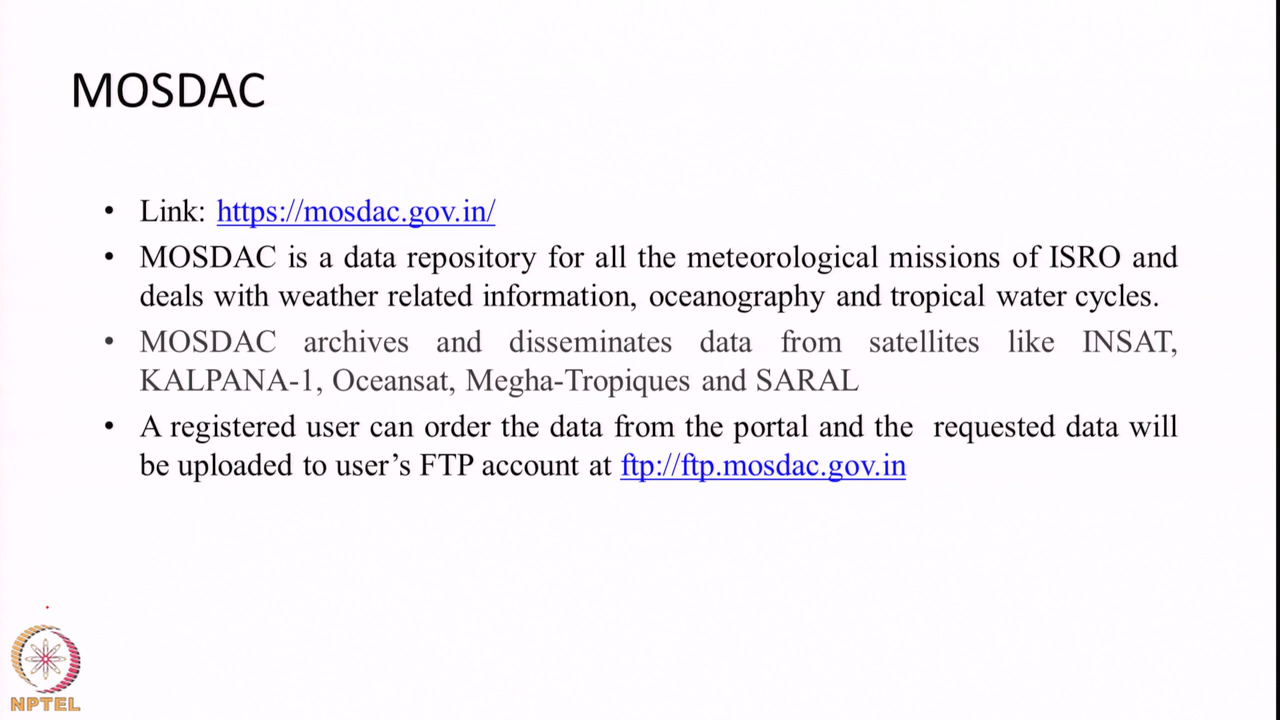 MOSDAC
• Link: https://mosdac.gov.in/
• MOSDAC is a data repository for all the meteorological missions of ISRO and
deals with weather related information, oceanography and tropical water cycles.
• MOSDAC archives and disseminates data from satellites like INSAT,
KALPANA-1, Oceansat, Megha-Tropiques and SARAL
• A registered user can order the data from the portal and the requested data will
be uploaded to user’s FTP account at ftp://ftp.mosdac.gov.in
NPTEL